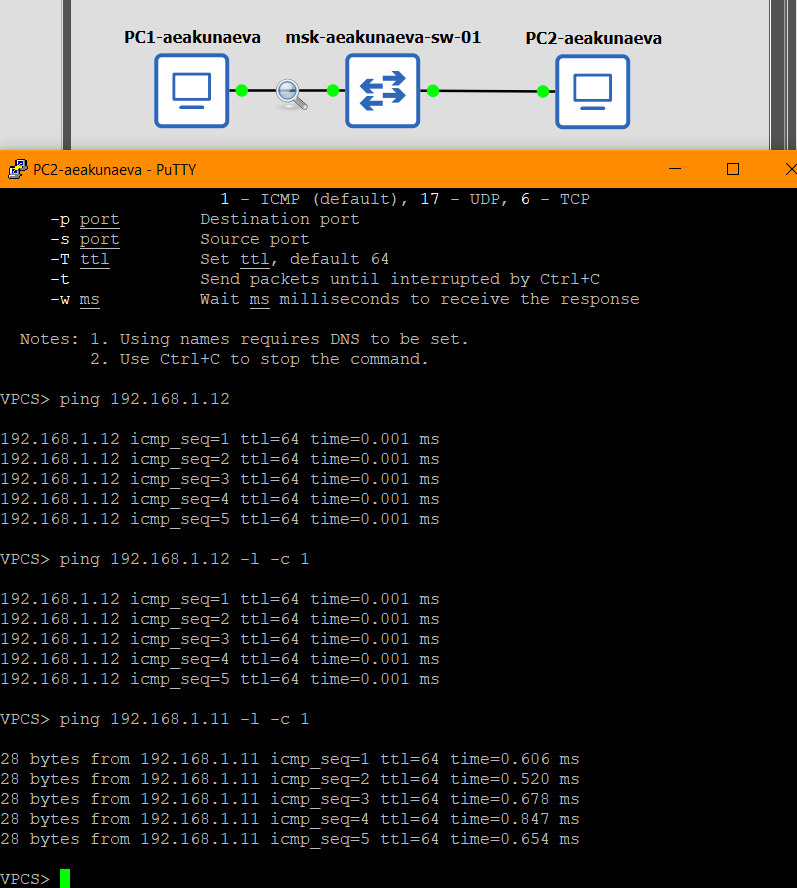 PC1-aeakunaeva msk-aeakunaeva-sw-01 PC2-aeakunaeva
PC2-aeakunaeva - PuTTY
1 - ICMP (default), 17 - UDP, 6 - TCP
-p port Destination port
-s port Source port
-T ttl Set ttl, default 64
-t Send packets until interrupted by Ctrl+C
-w ms Wait ms milliseconds to receive the response
Notes: 1. Using names requires DNS to be set.
2. Use Ctrl+C to stop the command.
VPCS> ping 192.168.1.12
192.168.1.12 icmp_seq=1 ttl=64 time=0.001 ms
192.168.1.12 icmp_seq=2 ttl=64 time=0.001 ms
192.168.1.12 icmp_seq=3 ttl=64 time=0.001 ms
192.168.1.12 icmp_seq=4 ttl=64 time=0.001 ms
192.168.1.12 icmp_seq=5 ttl=64 time=0.001 ms
VPCS> ping 192.168.1.12 -l -c 1
192.168.1.12 icmp_seq=1 ttl=64 time=0.001 ms
192.168.1.12 icmp_seq=2 ttl=64 time=0.001 ms
192.168.1.12 icmp_seq=3 ttl=64 time=0.001 ms
192.168.1.12 icmp_seq=4 ttl=64 time=0.001 ms
192.168.1.12 icmp_seq=5 ttl=64 time=0.001 ms
VPCS> ping 192.168.1.11 -l -c 1
28 bytes from 192.168.1.11 icmp_seq=1 ttl=64 time=0.606 ms
28 bytes from 192.168.1.11 icmp_seq=2 ttl=64 time=0.520 ms
28 bytes from 192.168.1.11 icmp_seq=3 ttl=64 time=0.678 ms
28 bytes from 192.168.1.11 icmp_seq=4 ttl=64 time=0.847 ms
28 bytes from 192.168.1.11 icmp_seq=5 ttl=64 time=0.654 ms
VPCS>